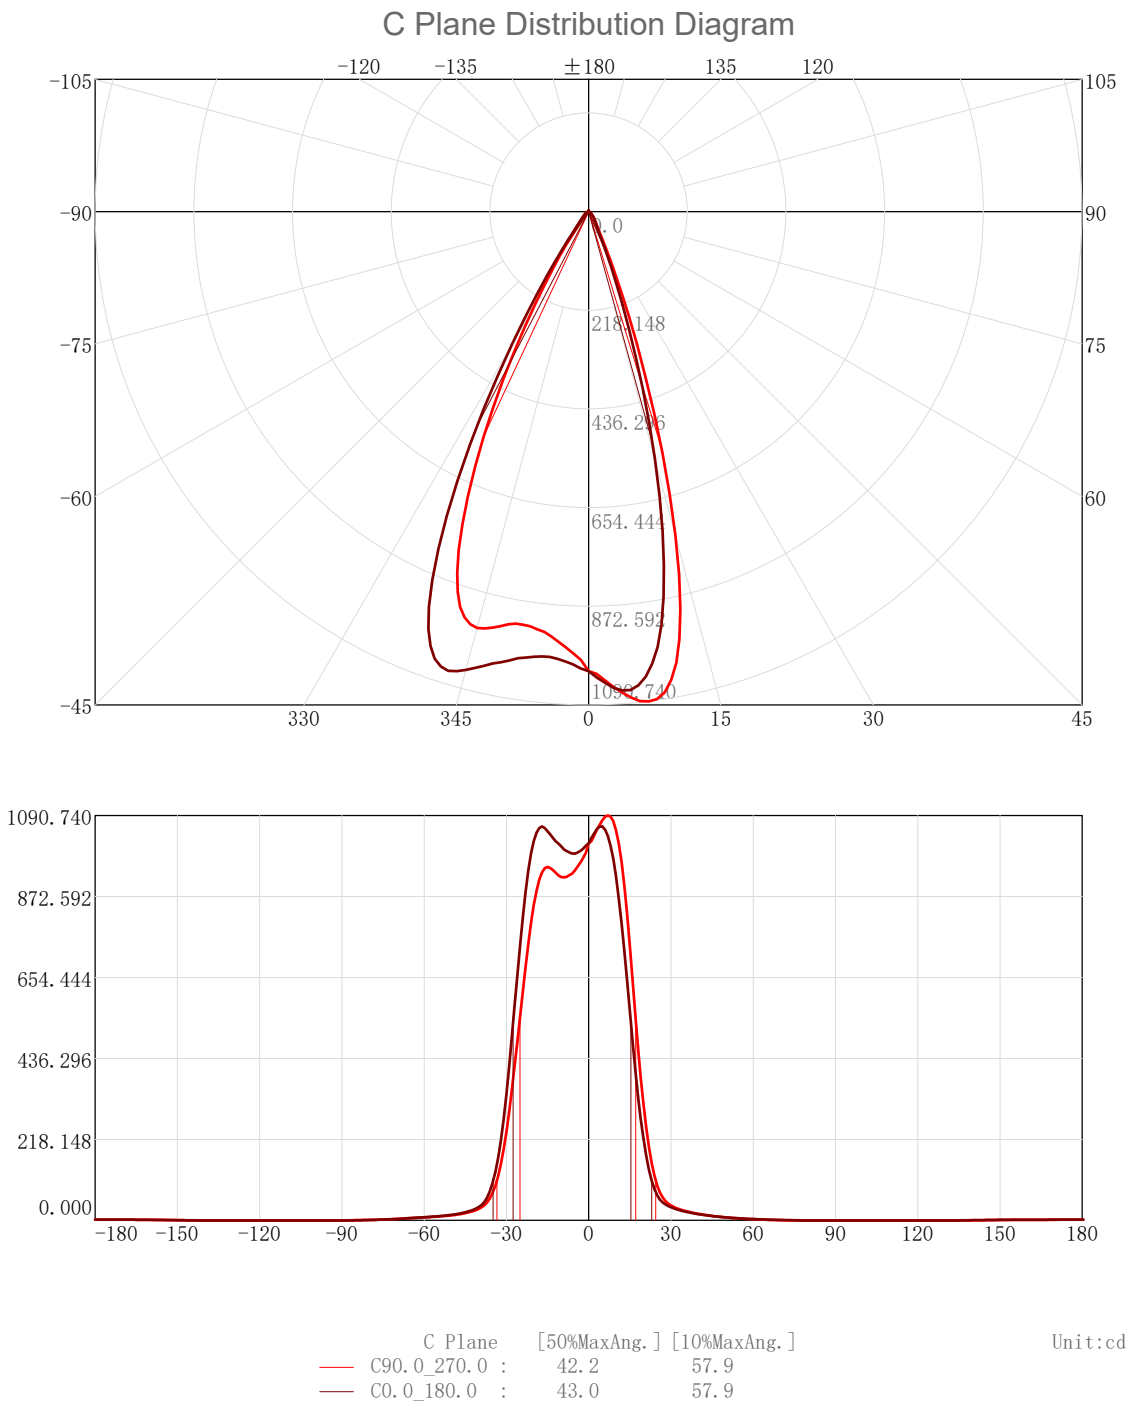 C Plane Distribution Diagram
-120 -135 ±180 135 120
-105 105
-90 90
0.0
218.148
-75 75
436.296
-60 60
654.444
872.592
1090.740
-45 330 345 0 15 30 45
1090.740
872.592
654.444
436.296
218.148
0.000
-180 -150 -120 -90 -60 -30 0 30 60 90 120 150 180
C Plane [50%MaxAng.] [10%MaxAng.] Unit:cd
C90.0_270.0 : 42.2 57.9
C0.0_180.0 : 43.0 57.9